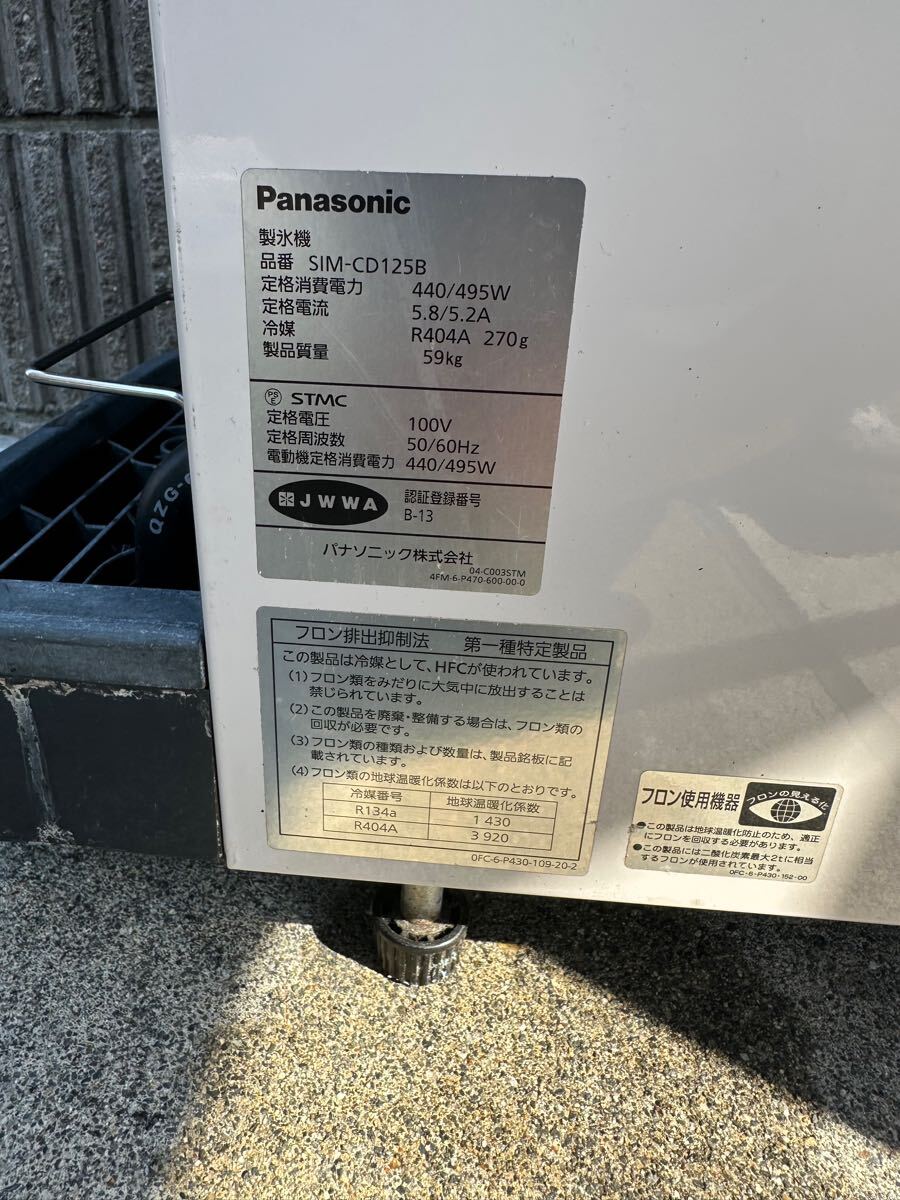 Panasonic
製氷機
品番 SIM-CD125B
定格消費電力 440/495W
定格電流 5.8/5.2A
冷媒 R404A 270g
製品質量 59kg
PSE STMC
定格電圧 100V
定格周波数 50/60Hz
電動機定格消費電力 440/495W
JWWA 認証登録番号
B-13
パナソニック株式会社
04-C003STM
4FM-6-P470-600-00-0
フロン排出抑制法 第一種特定製品
この製品は冷媒として、HFCが使われています。
(1)フロン類をみだりに大気中に放出することは
禁じられています。
(2)この製品を廃棄・整備する場合は、フロン類の
回収が必要です。
(3)フロン類の種類および数量は、製品銘板に記
載されています。
(4)フロン類の地球温暖化係数は以下のとおりです。
冷媒番号 地球温暖化係数
R134a 1 430
R404A 3 920
0FC-6-P430-109-20-2
フロン使用機器
フロンの見える化
●この製品は地球温暖化防止のため、適正
にフロンを回収する必要があります。
●この製品には二酸化炭素最大2tに相当
するフロンが使用されています。
0FC-6-P430-152-00
QZG-